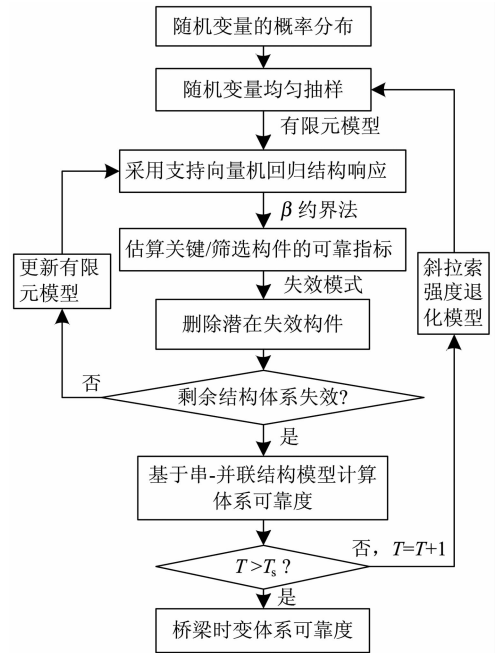 随机变量的概率分布
随机变量均匀抽样
有限元模型
采用支持向量机回归结构响应
β 约界法
估算关键/筛选构件的可靠指标
失效模式
更新有限
元模型
斜拉索
强度退
化模型
删除潜在失效构件
否
剩余结构体系失效?
是
基于串-并联结构模型计算
体系可靠度
否，T=T+1
T >Ts ?
是
桥梁时变体系可靠度